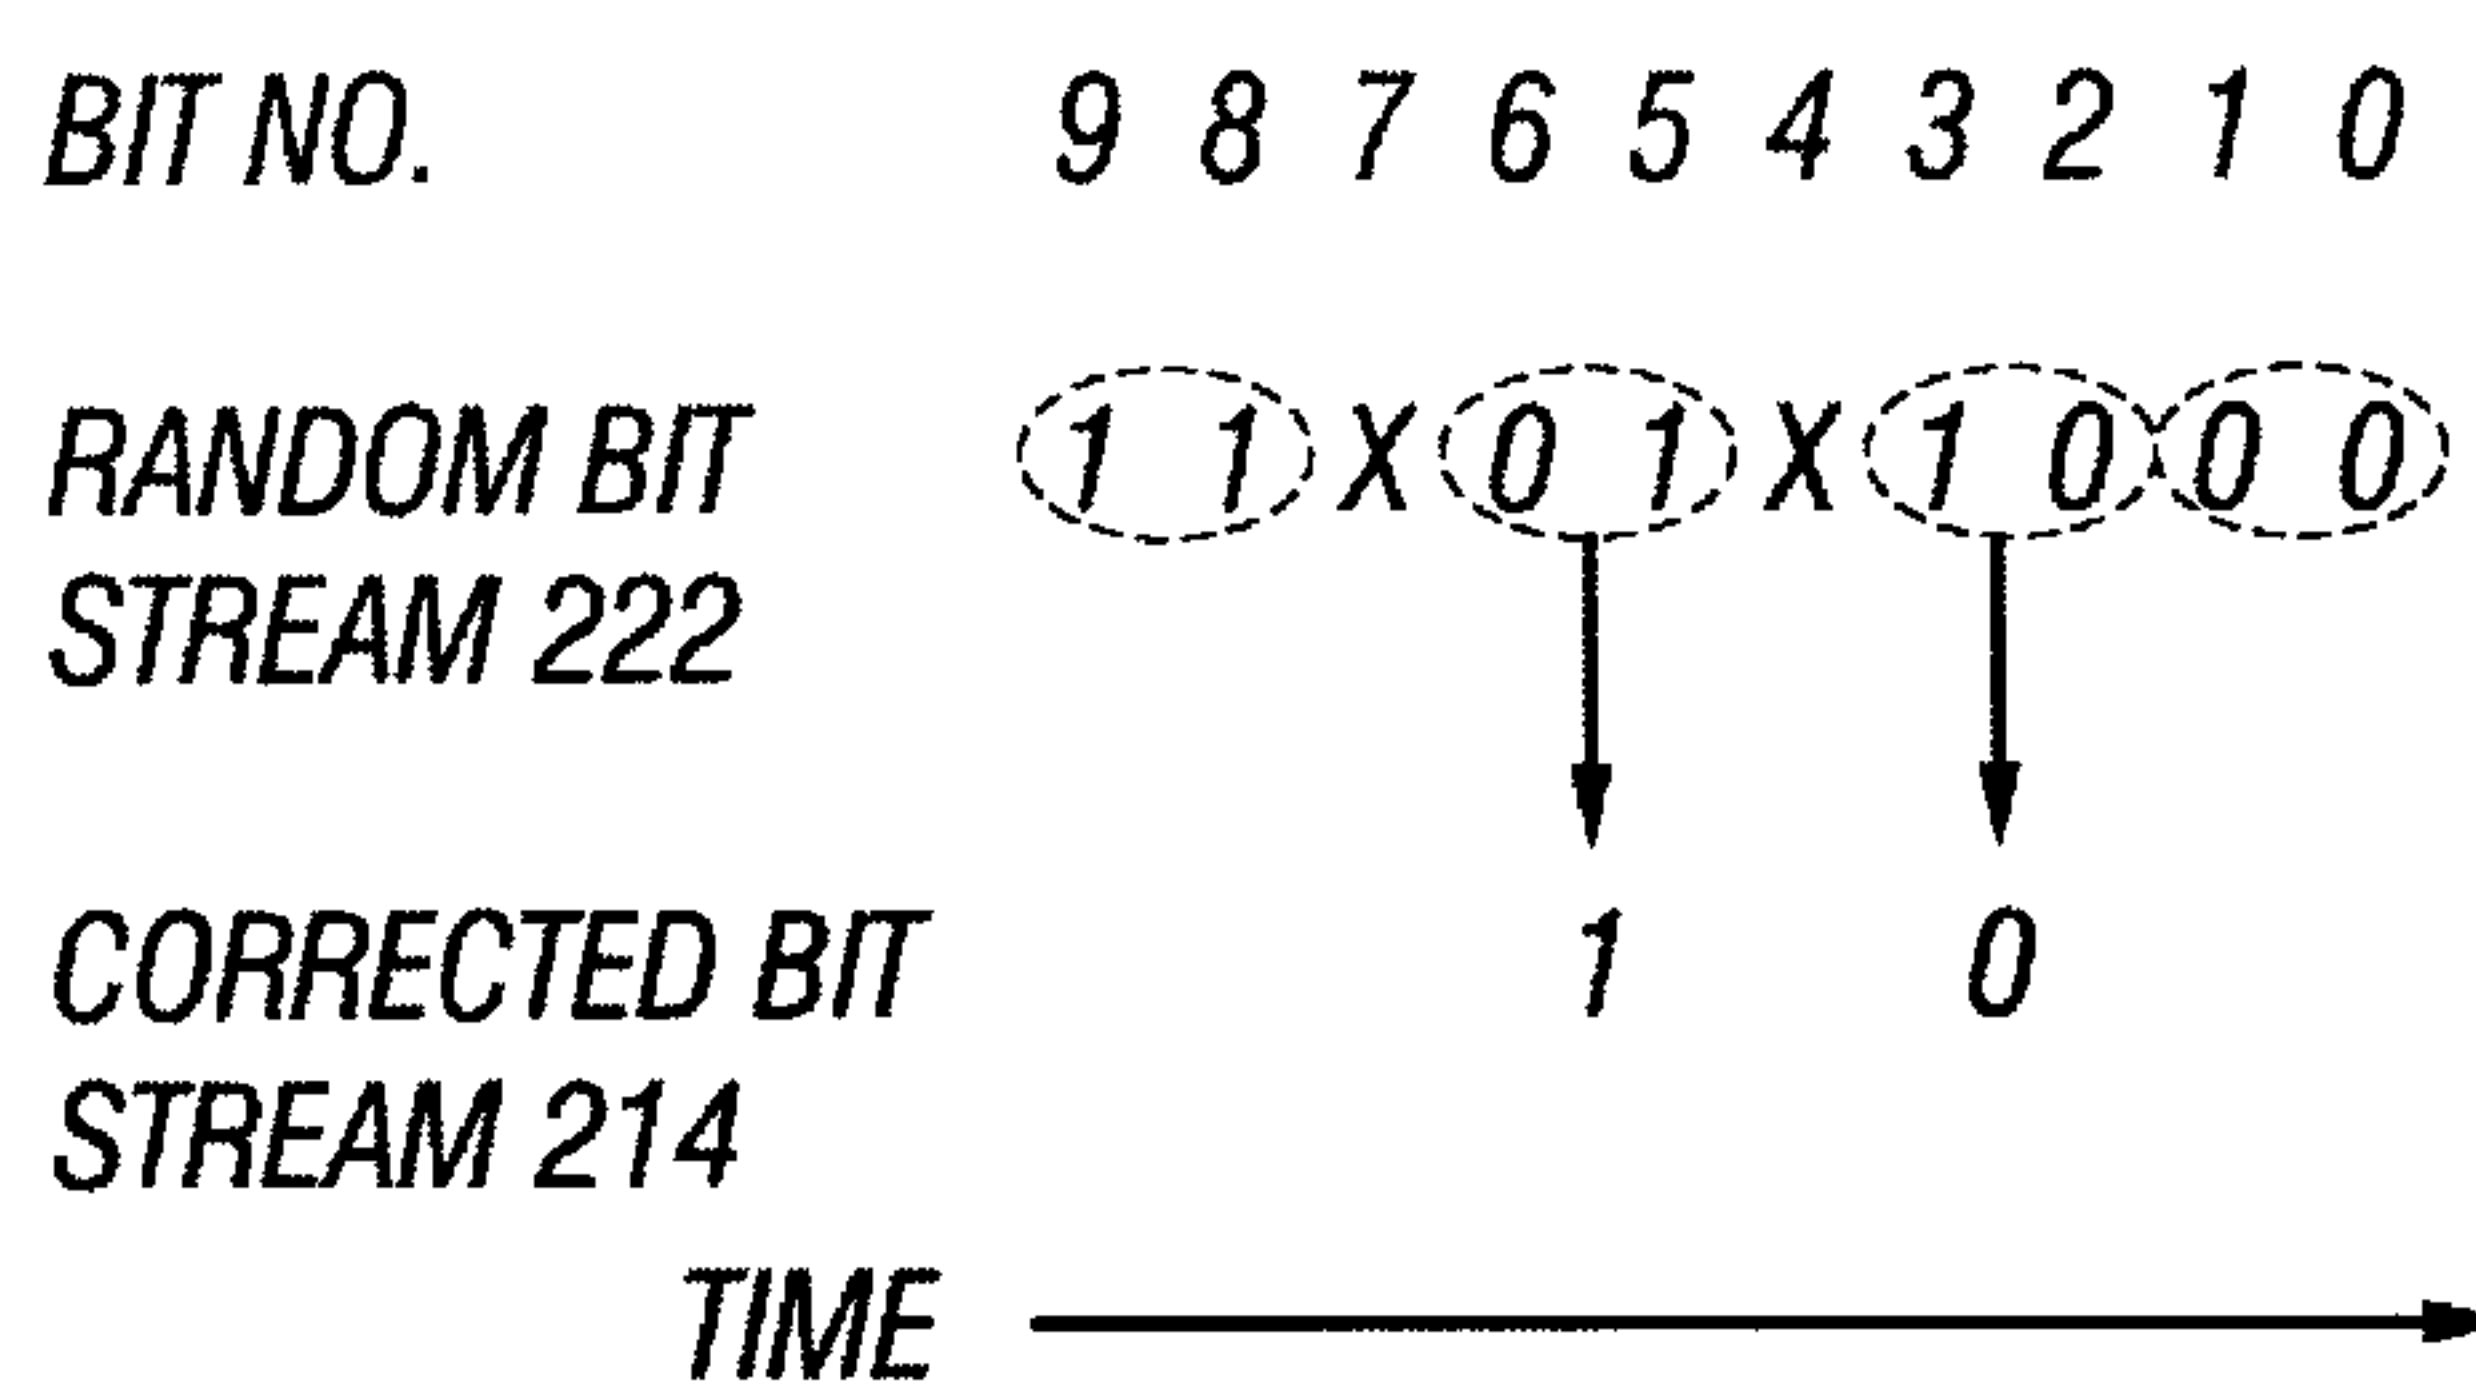 BIT NO. 9 8 7 6 5 4 3 2 1 0
RANDOM BIT 1 1 X 0 1 X 1 0 0 0
STREAM 222
CORRECTED BIT 1 0
STREAM 214
TIME